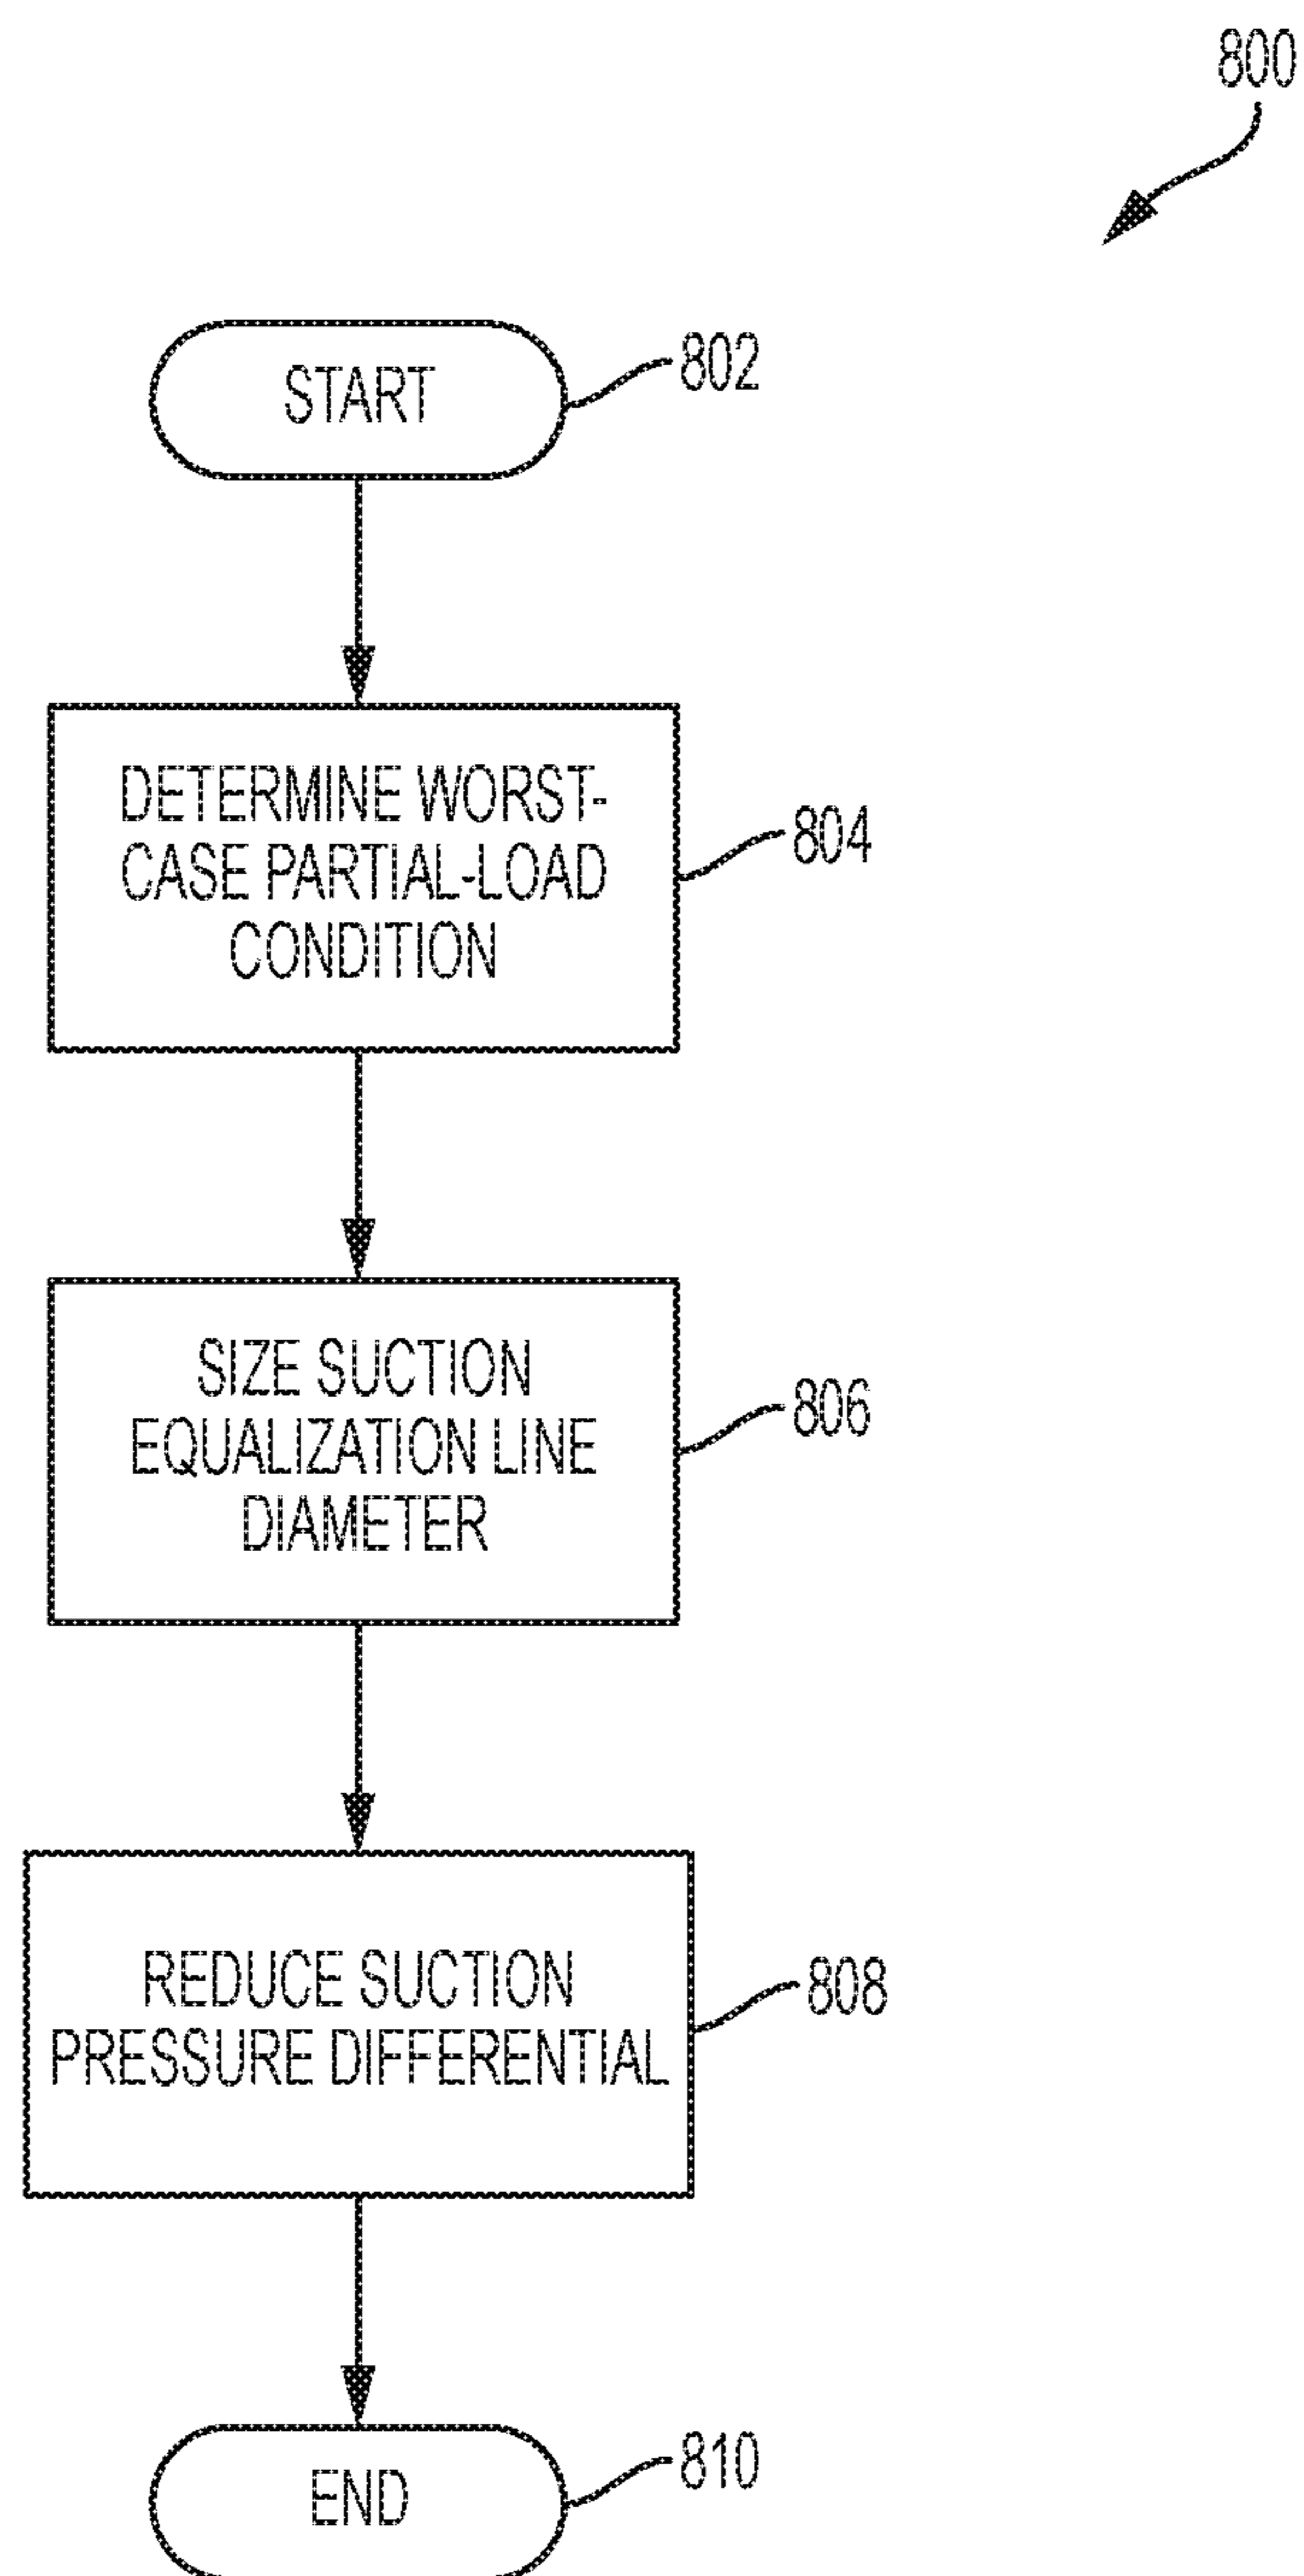 800
START
802
DETERMINE WORST-
CASE PARTIAL-LOAD
CONDITION
804
SIZE SUCTION
EQUALIZATION LINE
DIAMETER
806
REDUCE SUCTION
PRESSURE DIFFERENTIAL
808
END
810